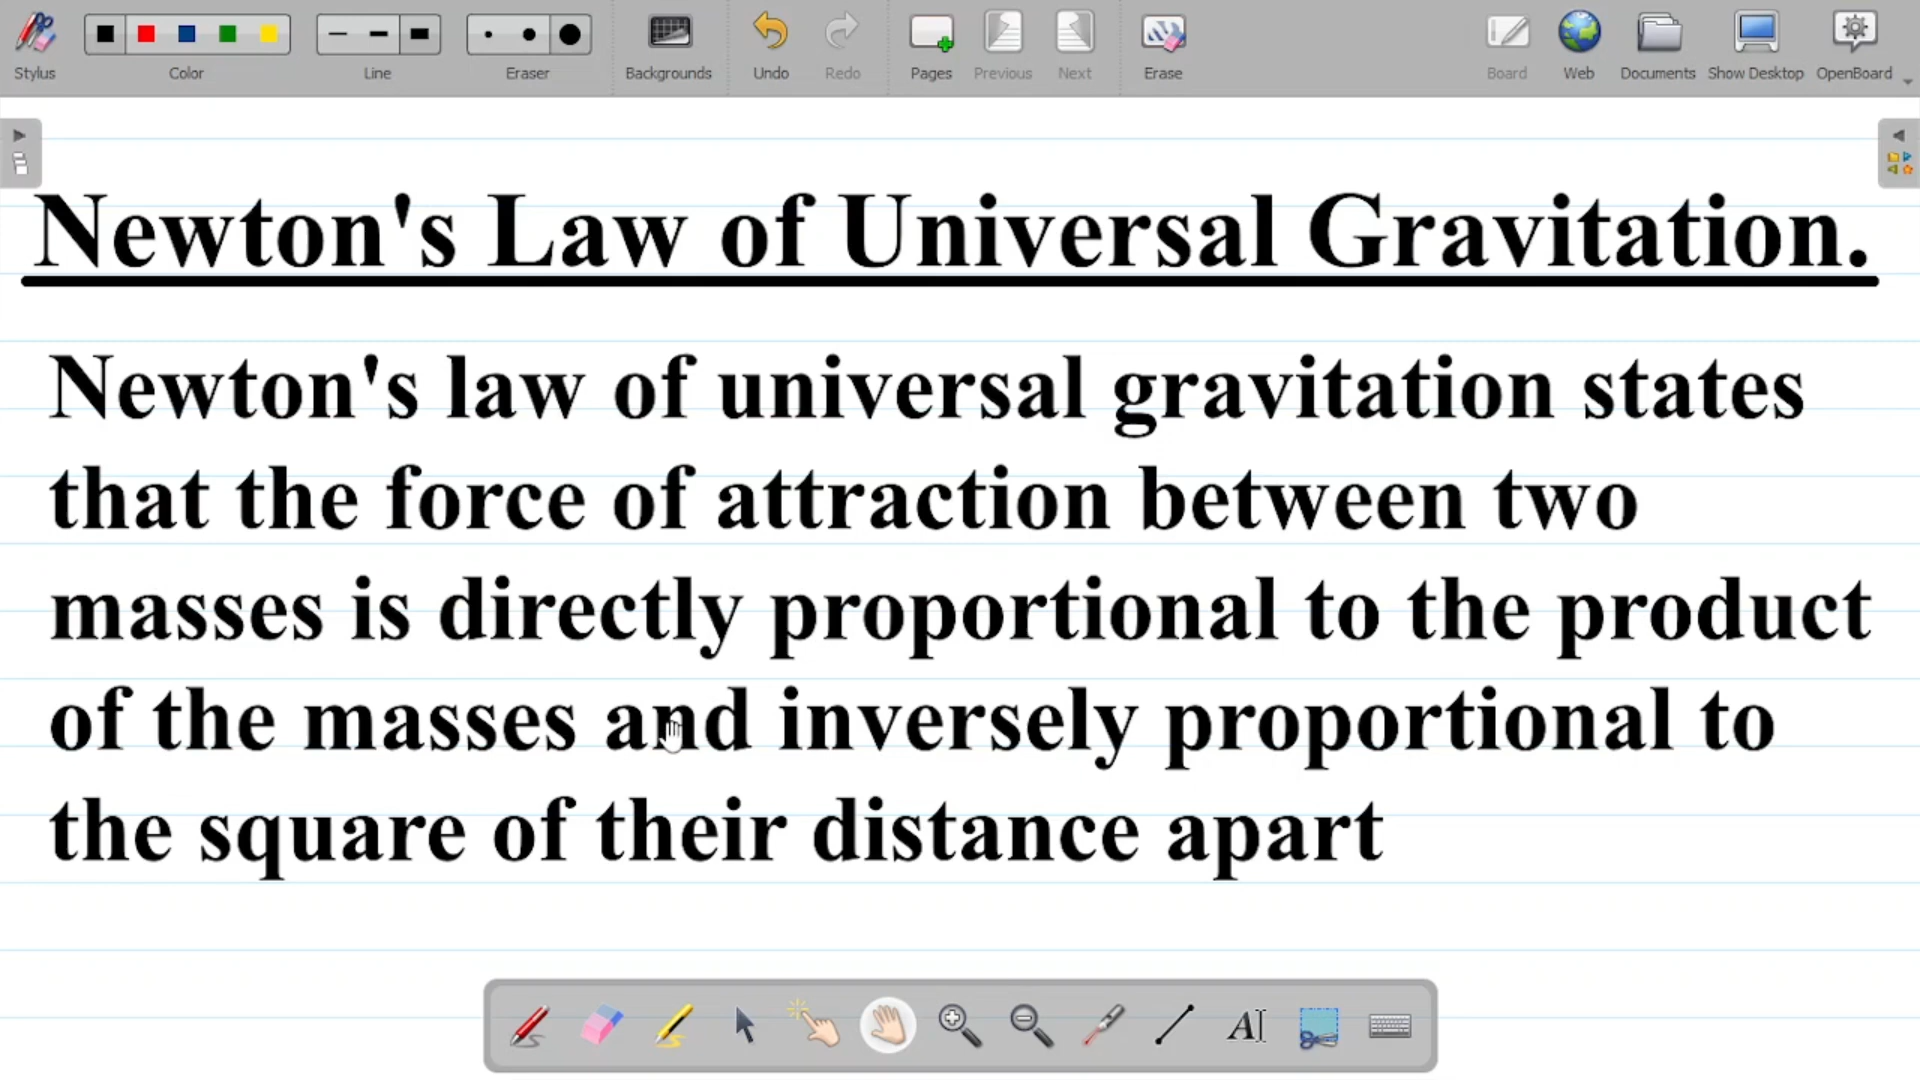 Stylus Color Line Eraser Backgrounds Undo Redo Pages Previous Next Erase Board Web Documents Show Desktop OpenBoard
Newton's Law of Universal Gravitation.
Newton's law of universal gravitation states
that the force of attraction between two
masses is directly proportional to the product
of the masses and inversely proportional to
the square of their distance apart
AI